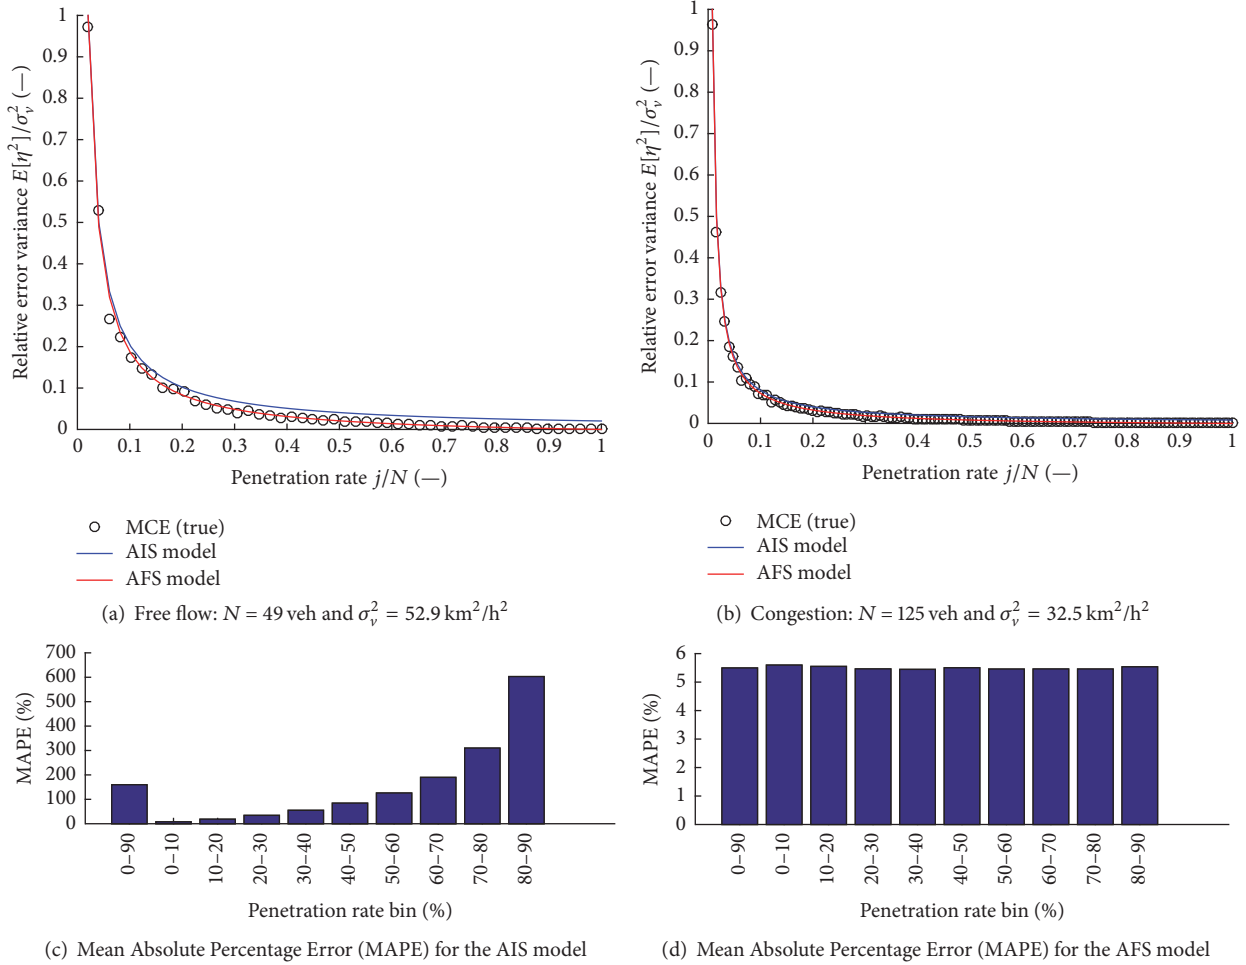 1
0.9
0.8
0.7
0.6
0.5
0.4
0.3
0.2
0.1
0
Relative error variance E[η²]/σ_v² (—)
0 0.1 0.2 0.3 0.4 0.5 0.6 0.7 0.8 0.9 1
Penetration rate j/N (—)
MCE (true)
AIS model
AFS model
(a) Free flow: N = 49 veh and σ_v² = 52.9 km²/h²
1
0.9
0.8
0.7
0.6
0.5
0.4
0.3
0.2
0.1
0
Relative error variance E[η²]/σ_v² (—)
0 0.1 0.2 0.3 0.4 0.5 0.6 0.7 0.8 0.9 1
Penetration rate j/N (—)
MCE (true)
AIS model
AFS model
(b) Congestion: N = 125 veh and σ_v² = 32.5 km²/h²
700
600
500
400
300
200
100
0
MAPE (%)
0–90 0–10 10–20 20–30 30–40 40–50 50–60 60–70 70–80 80–90
Penetration rate bin (%)
(c) Mean Absolute Percentage Error (MAPE) for the AIS model
6
5
4
3
2
1
0
MAPE (%)
0–90 0–10 10–20 20–30 30–40 40–50 50–60 60–70 70–80 80–90
Penetration rate bin (%)
(d) Mean Absolute Percentage Error (MAPE) for the AFS model